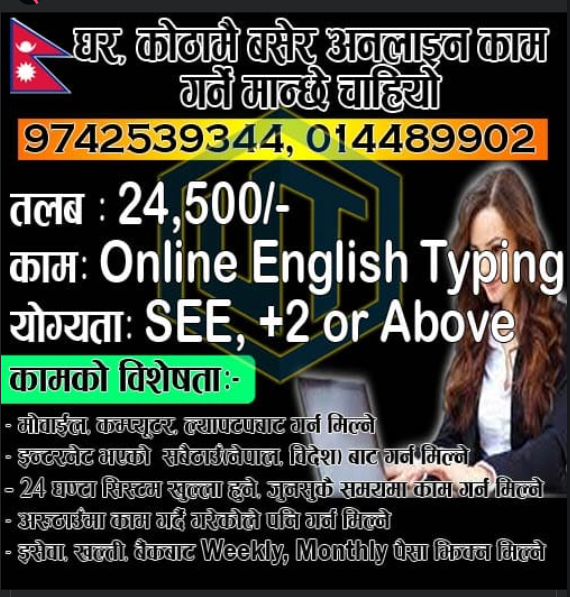 घर, कोठामै बसेर अनलाइन काम
गर्ने मान्छे चाहियो
9742539344, 014489902
तलब : 24,500/-
काम: Online English Typing
योग्यता: SEE, +2 or Above
कामको विशेषता:-
- मोवाईल, कम्प्यूटर, ल्यापटपबाट गर्न मिल्ने
- इन्टरनेट भएको सबैठाउँ(नेपाल, विदेश) बाट गर्न मिल्ने
- 24 घण्टा सिस्टम खुल्ला हुने, जुनसुकै समयमा काम गर्न मिल्ने
- अरुठाउँमा काम गर्दै गरेकोले पनि गर्न मिल्ने
- इसेवा, खल्ती, बैंकबाट Weekly, Monthly पैसा झिक्न मिल्ने